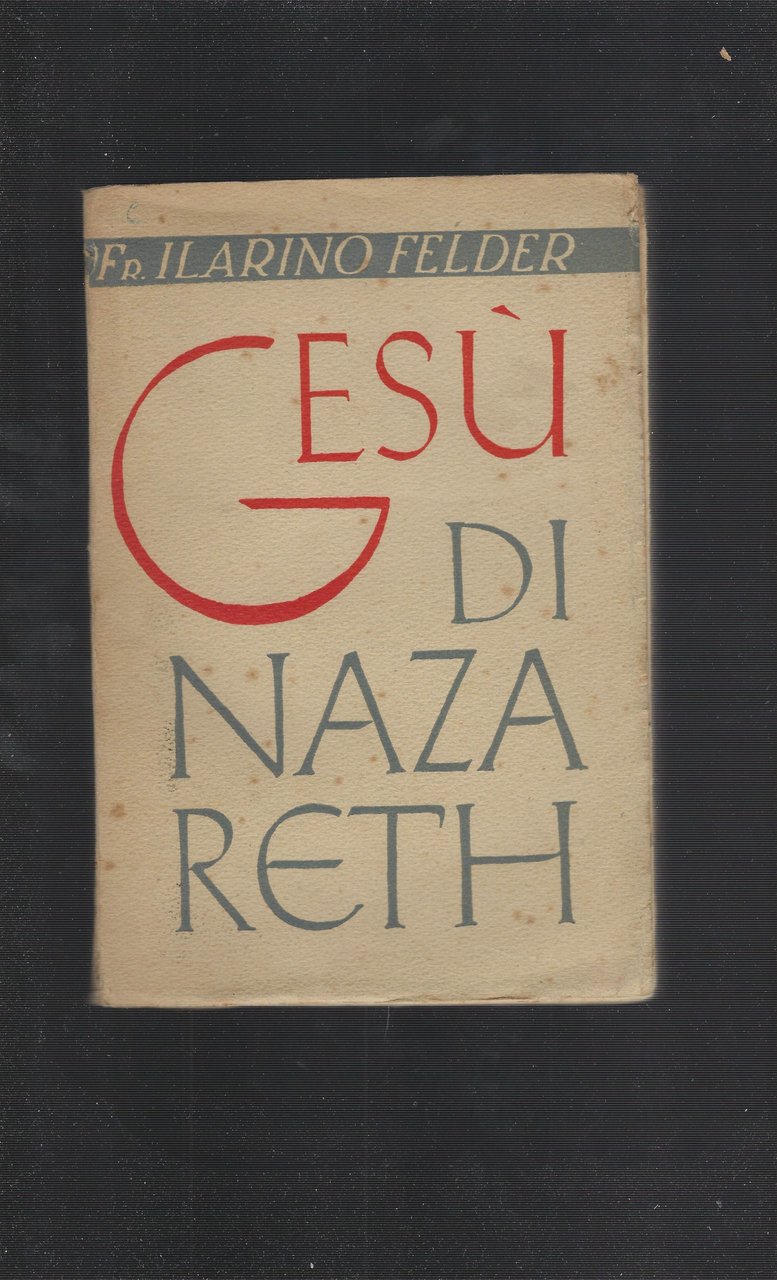 FR. ILARINO FELDER
GESÙ
DI
NAZA
RETH